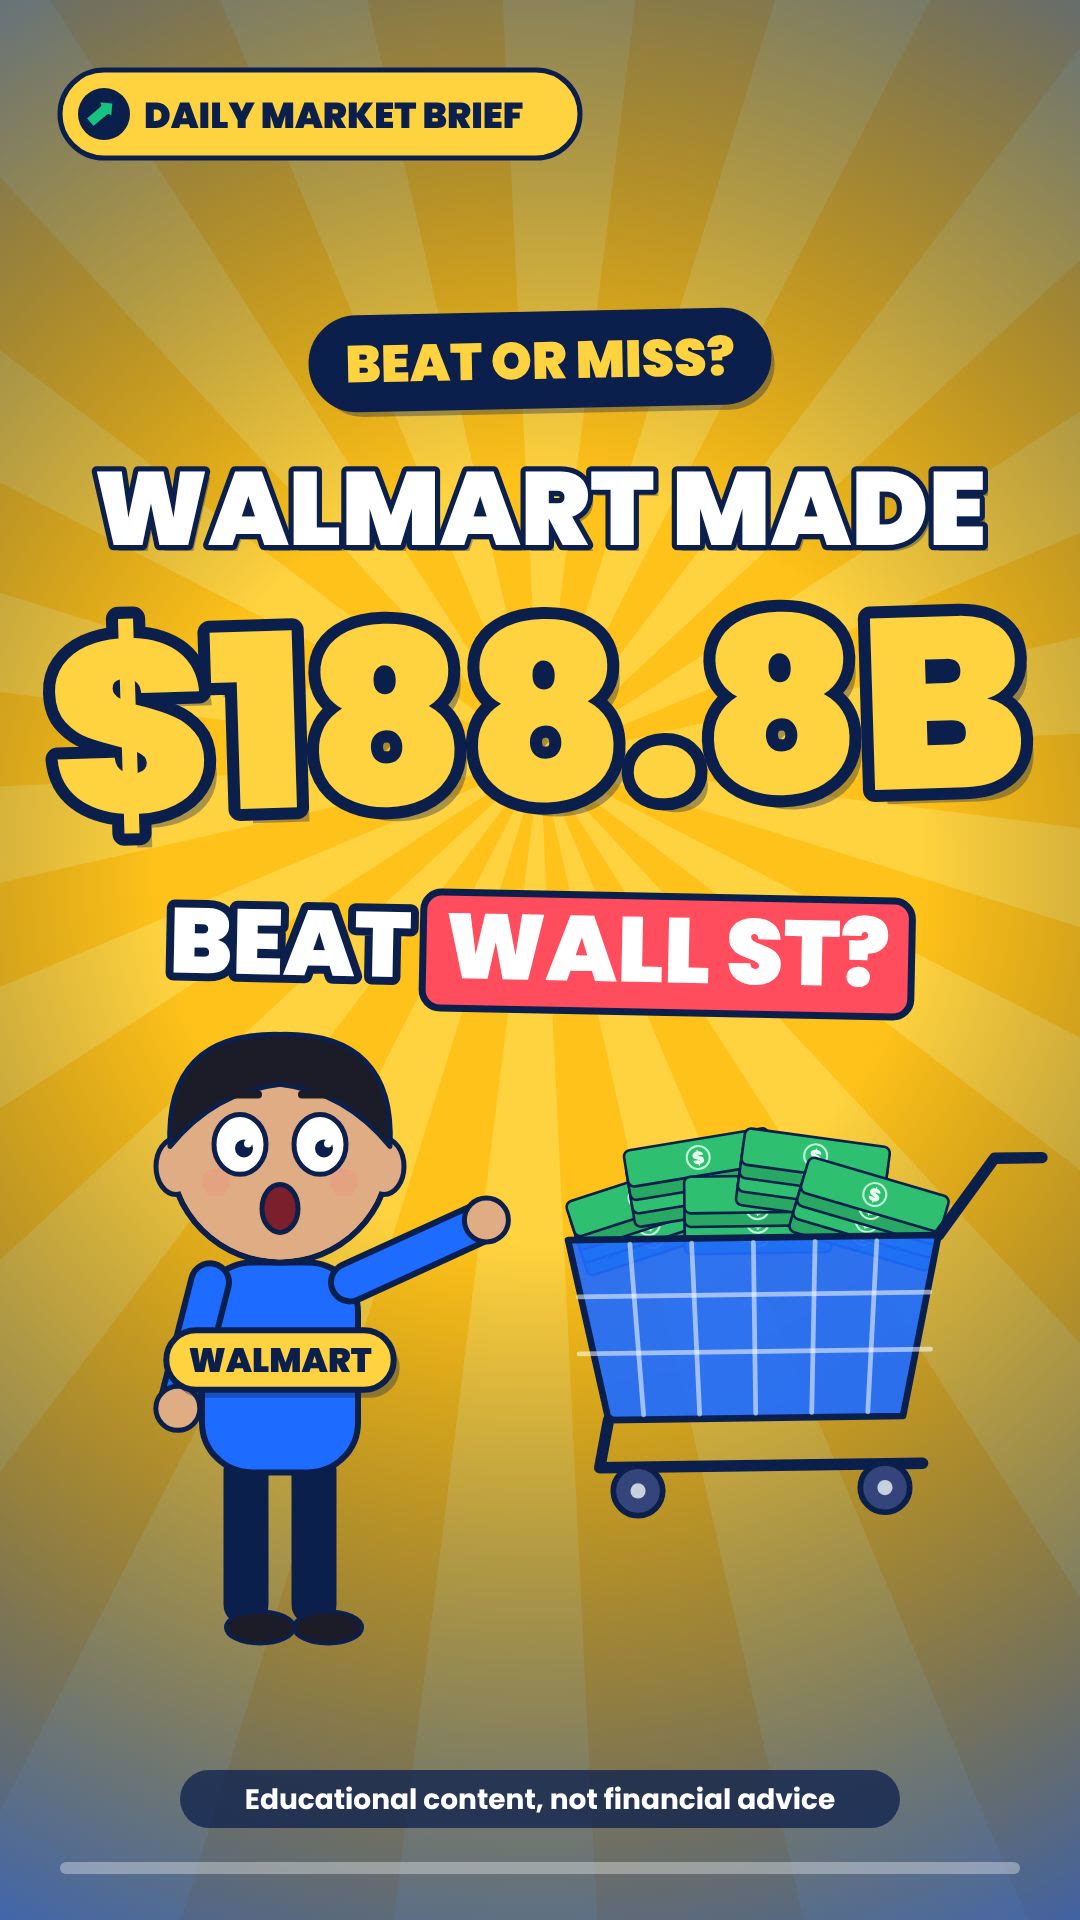 DAILY MARKET BRIEF
BEAT OR MISS?
WALMART MADE
$188.8B
BEAT WALL ST?
$ $ $
WALMART
Educational content, not financial advice